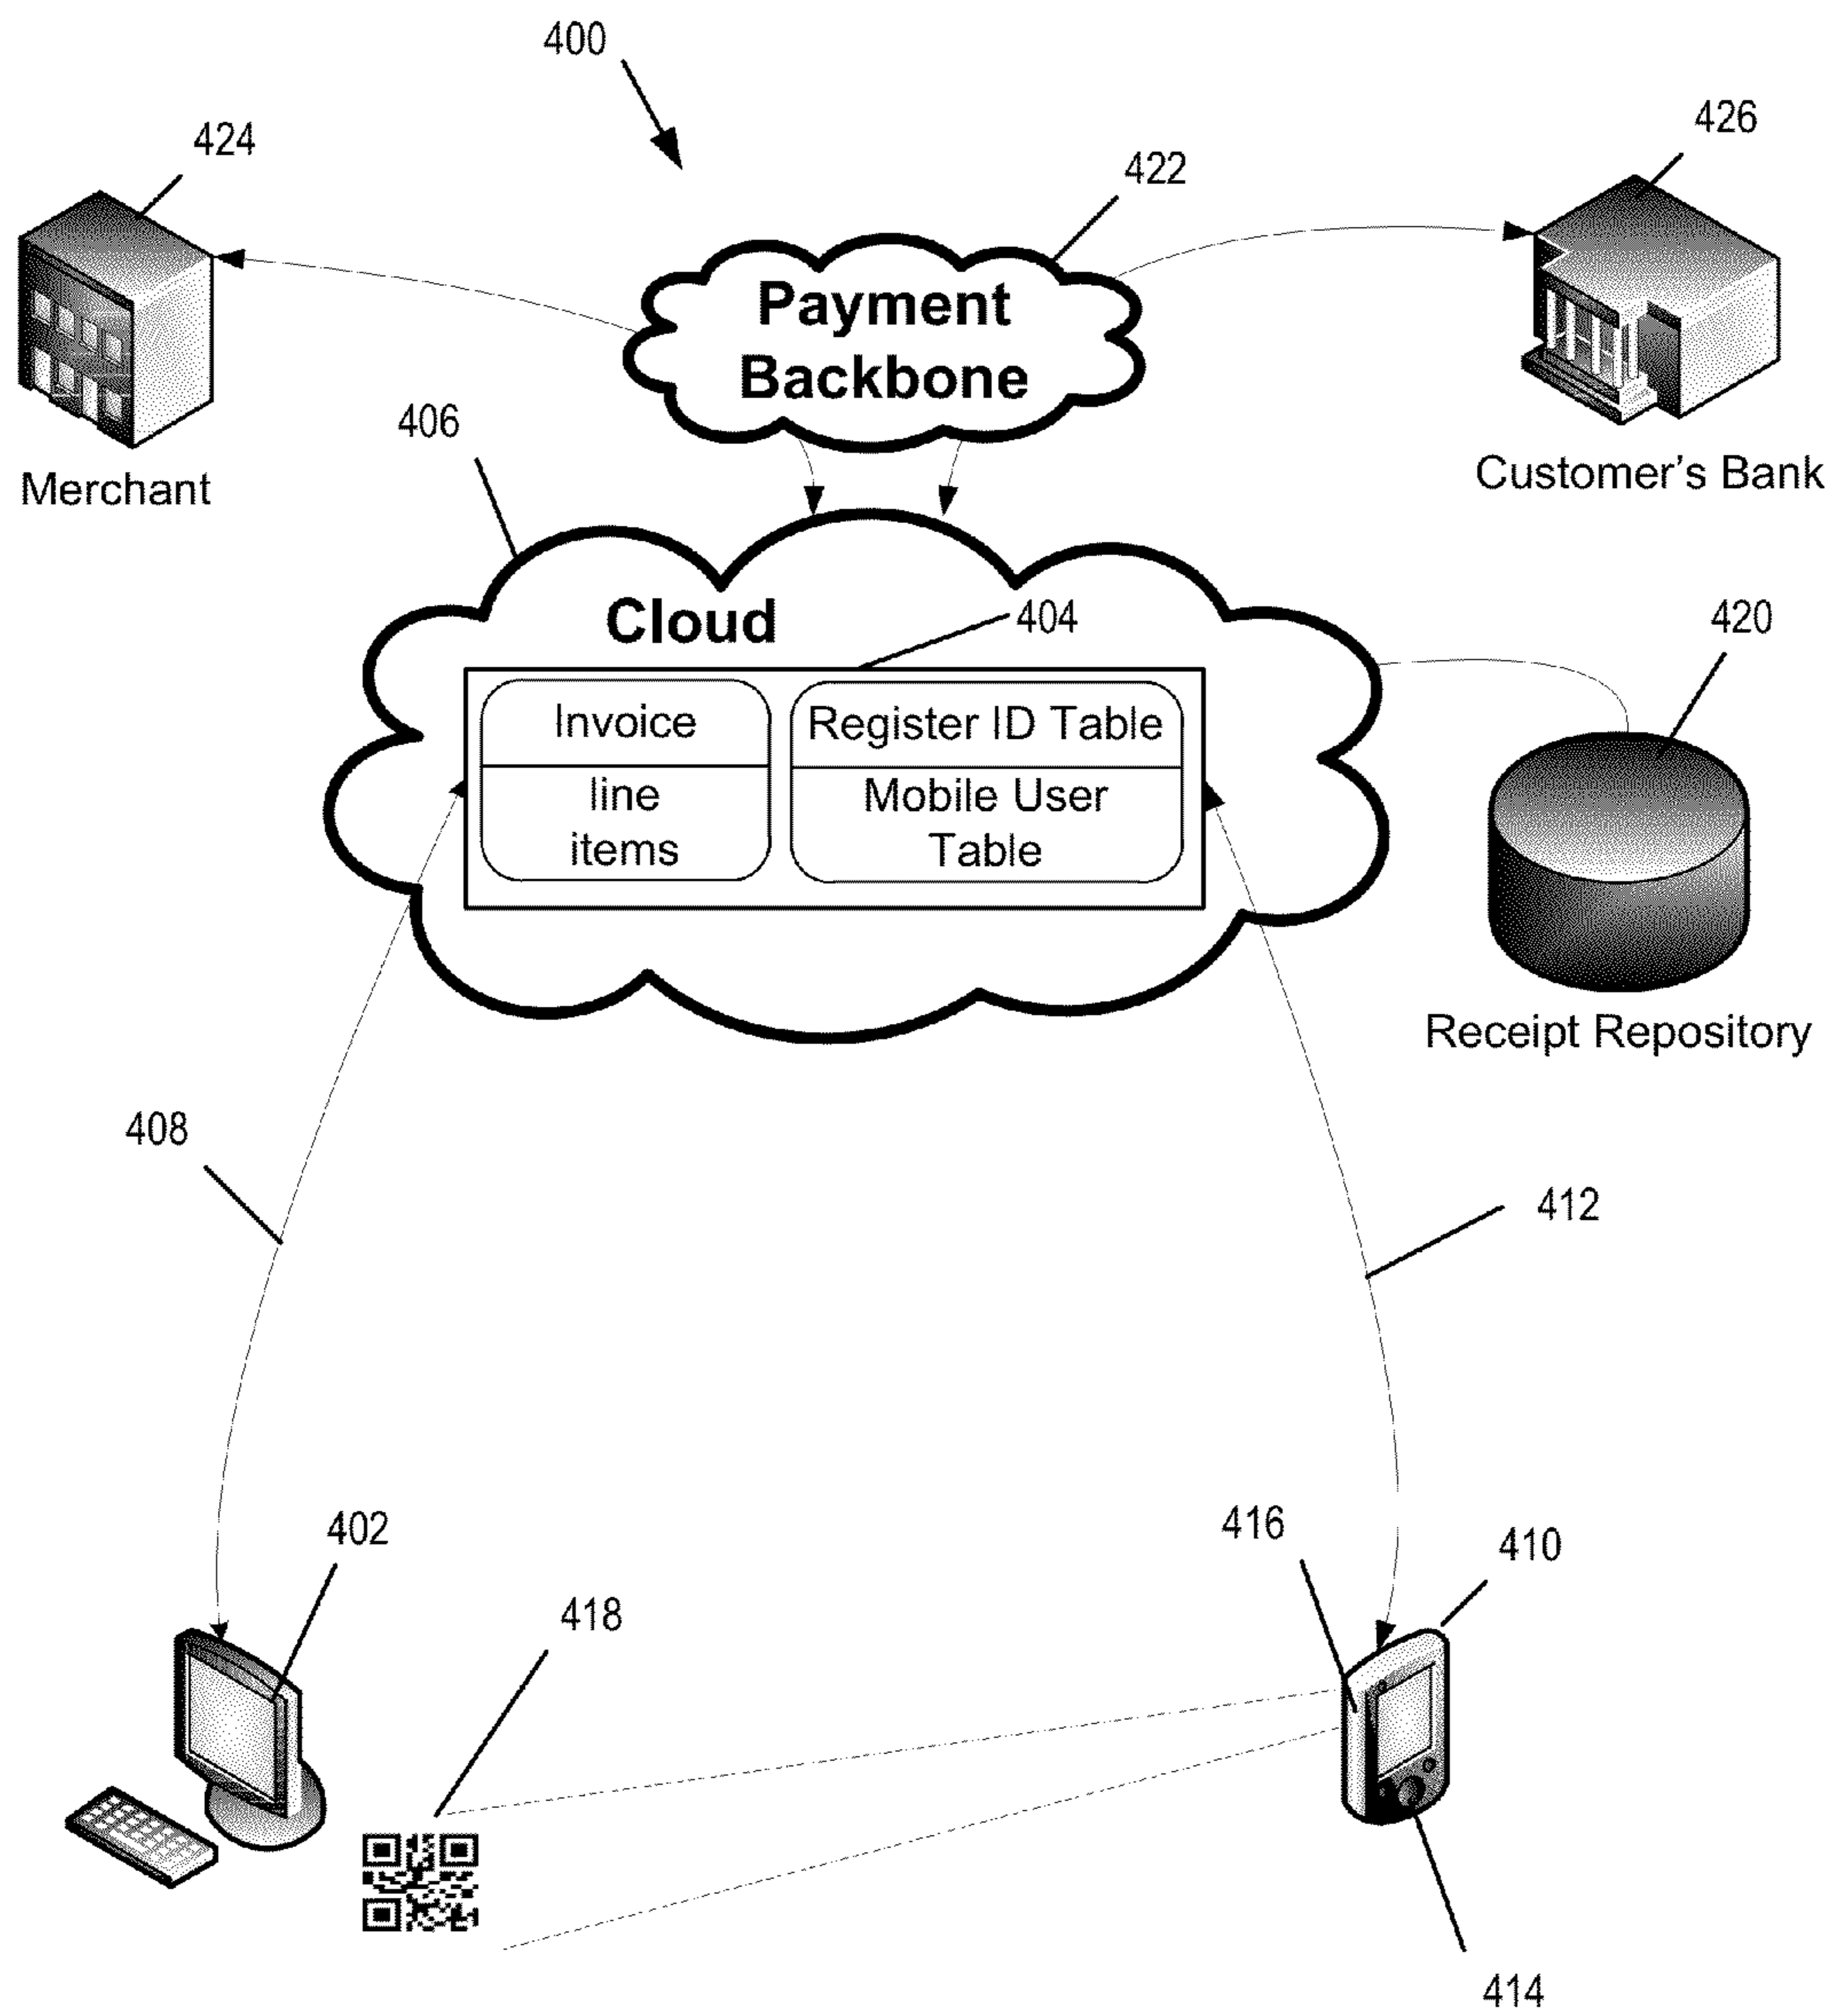 400
424
426
422
Payment
Backbone
406
Merchant
Customer's Bank
Cloud
404
420
Invoice
Register ID Table
line
items
Mobile User
Table
Receipt Repository
408
412
402
416
410
418
414